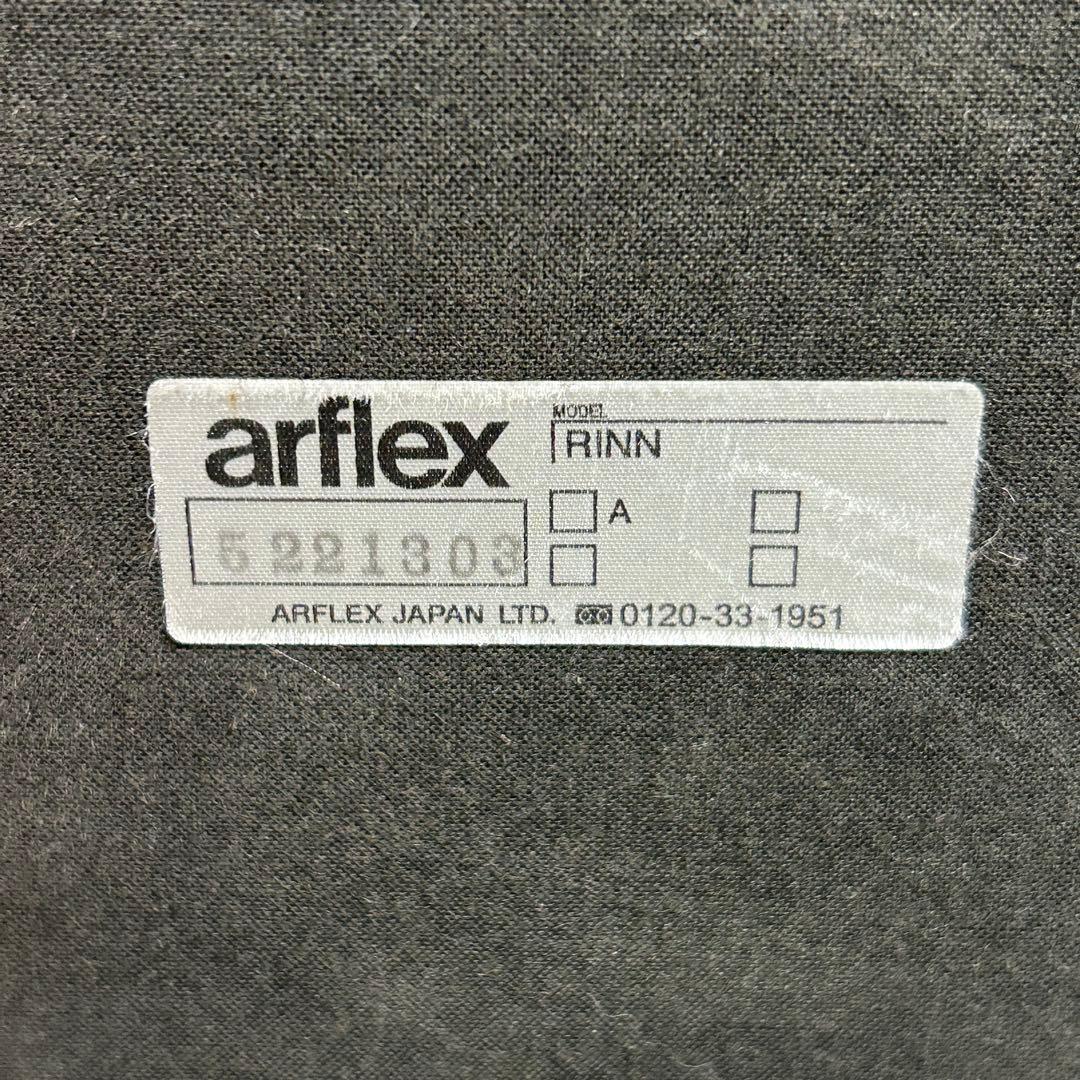 arflex
MODEL
RINN
5221303
A
ARFLEX JAPAN LTD. 0120-33-1951